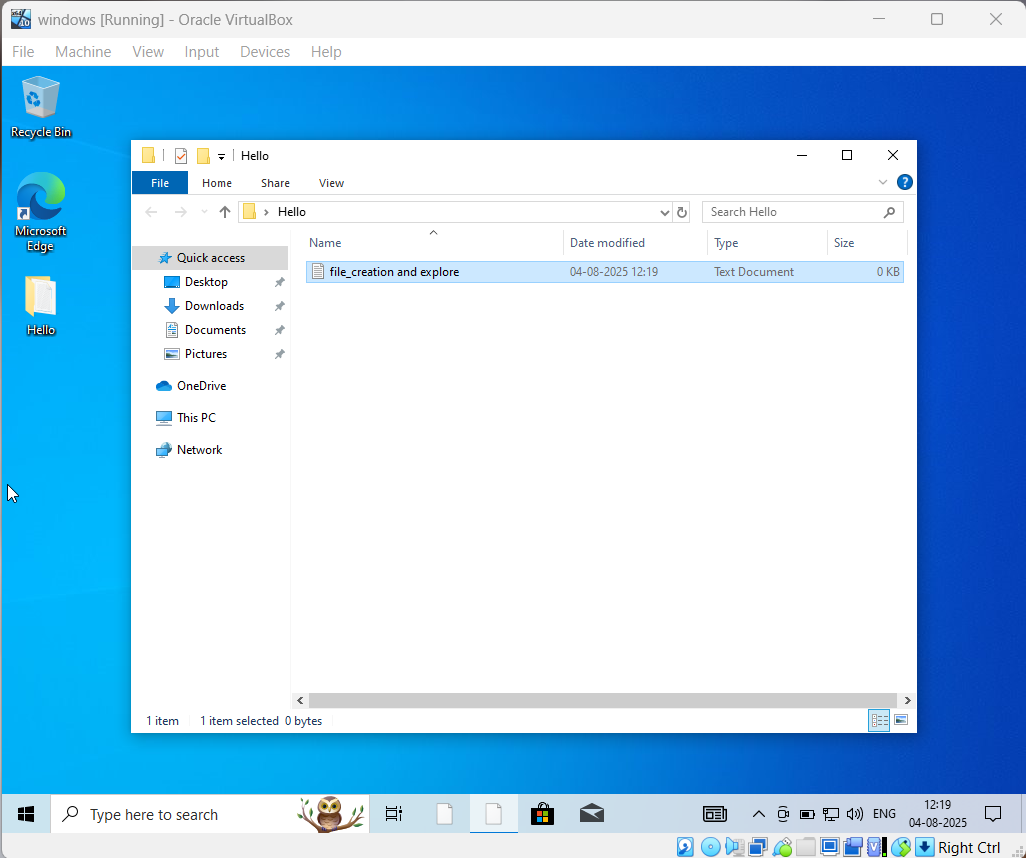 windows [Running] - Oracle VirtualBox
File Machine View Input Devices Help
Recycle Bin
Microsoft
Edge
Hello
Hello
File Home Share View
Hello
Search Hello
Name Date modified Type Size
file_creation and explore 04-08-2025 12:19 Text Document 0 KB
Quick access
Desktop
Downloads
Documents
Pictures
OneDrive
This PC
Network
1 item 1 item selected 0 bytes
Type here to search
ENG
12:19
04-08-2025
Right Ctrl